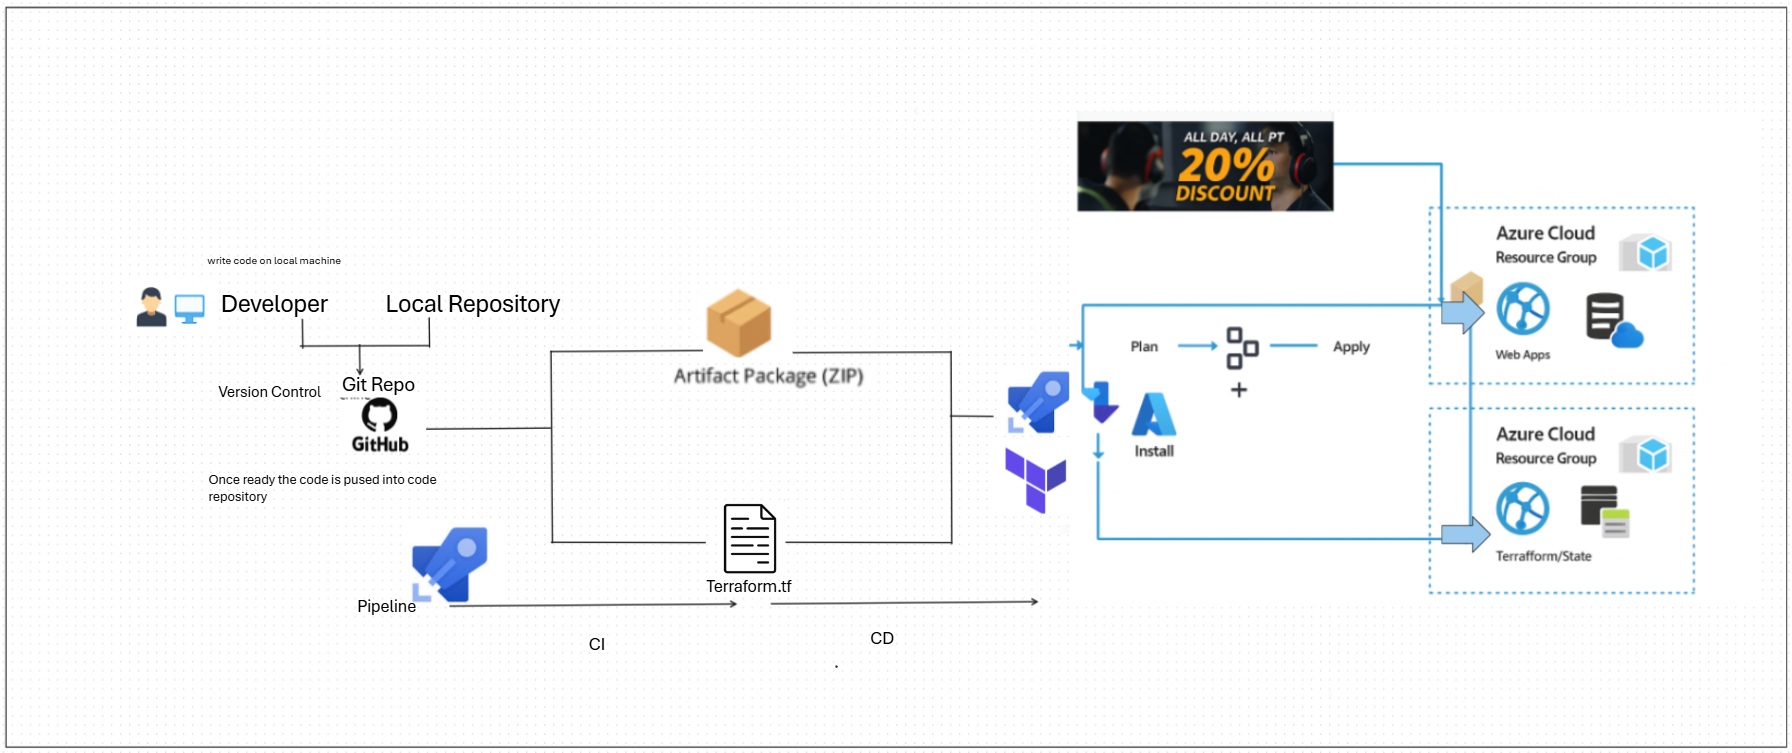 ALL DAY, ALL PT
20%
DISCOUNT
Azure Cloud
Resource Group
Web Apps
write code on local machine
Developer
Local Repository
Version Control
Git Repo
GitHub
Once ready the code is pused into code
repository
Pipeline
CI
CD
.
Artifact Package (ZIP)
Terraform.tf
Plan
Apply
+
Install
Azure Cloud
Resource Group
Terrafform/State